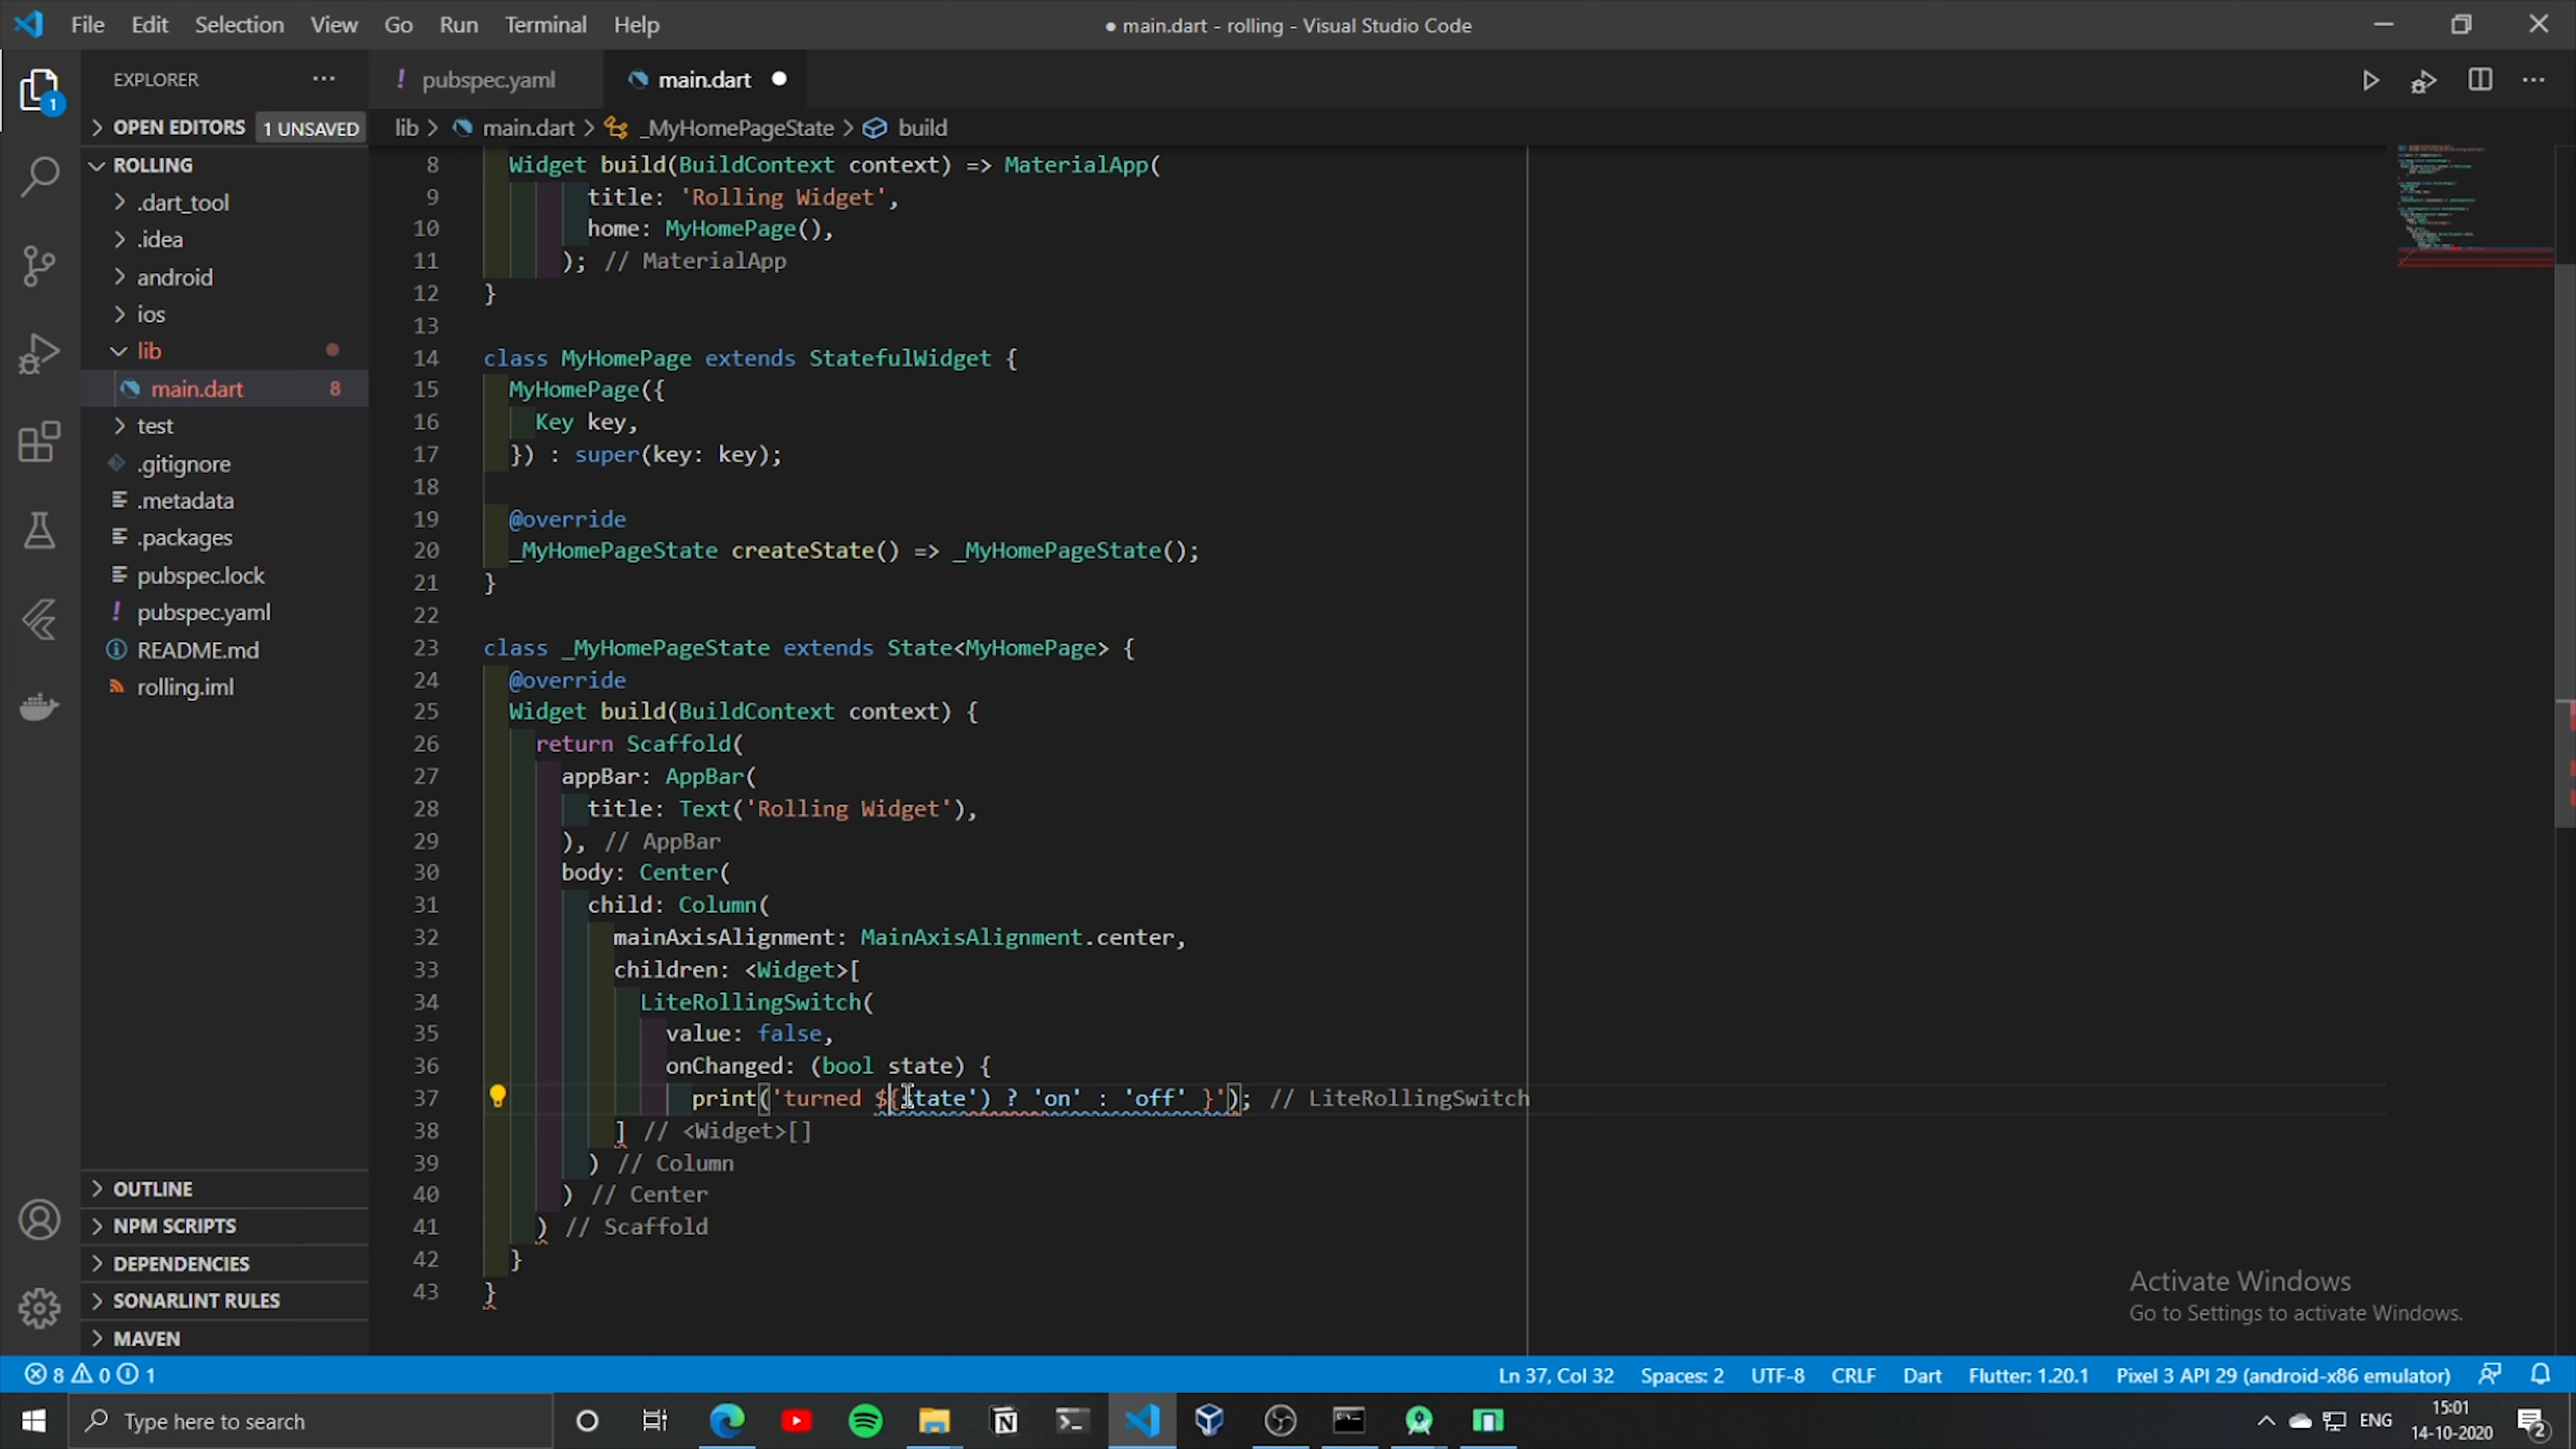 File Edit Selection View Go Run Terminal Help
● main.dart - rolling - Visual Studio Code
EXPLORER ···
! pubspec.yaml
main.dart ●
OPEN EDITORS 1 UNSAVED
lib > main.dart > _MyHomePageState > build
ROLLING
.dart_tool
.idea
android
ios
lib
main.dart 8
test
.gitignore
.metadata
.packages
pubspec.lock
! pubspec.yaml
README.md
rolling.iml
OUTLINE
NPM SCRIPTS
DEPENDENCIES
SONARLINT RULES
MAVEN
1
8 Widget build(BuildContext context) => MaterialApp(
9 title: 'Rolling Widget',
10 home: MyHomePage(),
11 ); // MaterialApp
12 }
13
14 class MyHomePage extends StatefulWidget {
15 MyHomePage({
16 Key key,
17 }) : super(key: key);
18
19 @override
20 _MyHomePageState createState() => _MyHomePageState();
21 }
22
23 class _MyHomePageState extends State<MyHomePage> {
24 @override
25 Widget build(BuildContext context) {
26 return Scaffold(
27 appBar: AppBar(
28 title: Text('Rolling Widget'),
29 ), // AppBar
30 body: Center(
31 child: Column(
32 mainAxisAlignment: MainAxisAlignment.center,
33 children: <Widget>[
34 LiteRollingSwitch(
35 value: false,
36 onChanged: (bool state) {
37 print('turned ${state') ? 'on' : 'off' }'); // LiteRollingSwitch
38 ] // <Widget>[]
39 ) // Column
40 ) // Center
41 ) // Scaffold
42 }
43 }
Activate Windows
Go to Settings to activate Windows.
8 0 1
Ln 37, Col 32 Spaces: 2 UTF-8 CRLF Dart Flutter: 1.20.1 Pixel 3 API 29 (android-x86 emulator)
Type here to search
ENG
15:01
14-10-2020
2